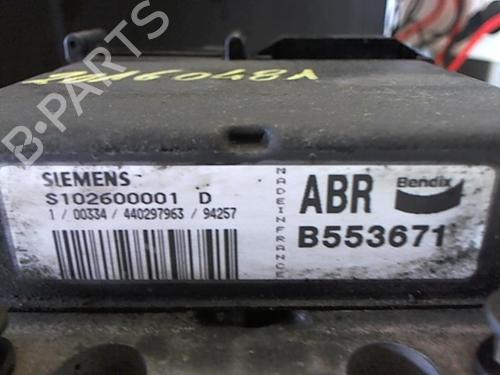 B-PARTS
SIEMENS
S102600001 D
1 / 00334 / 440297963 / 94257
MADE IN FRANCE
ABR Bendix
B553671